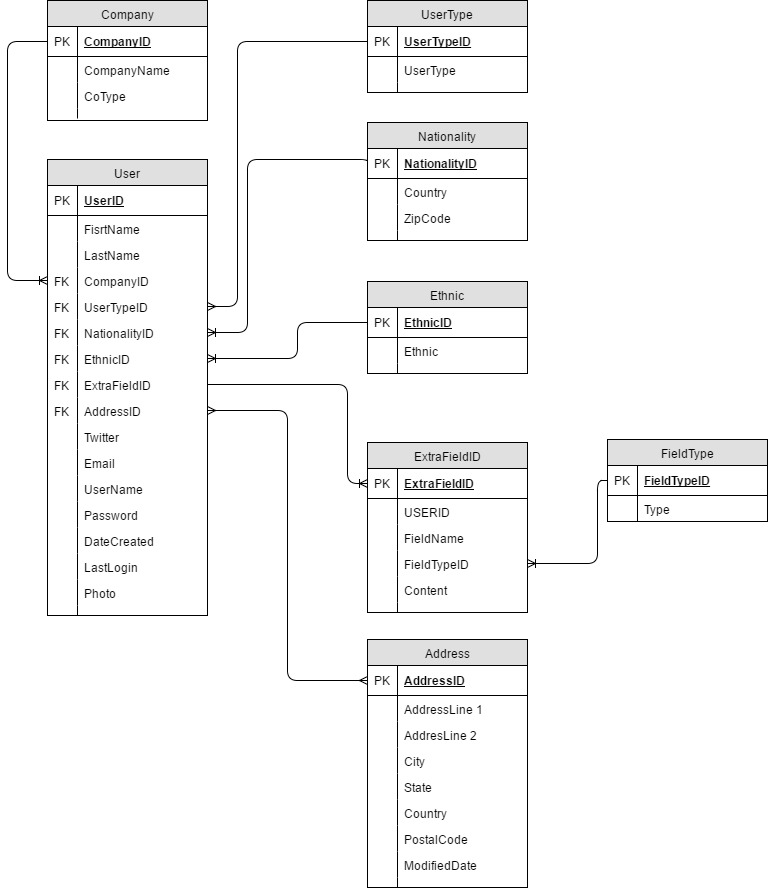 Company
PK CompanyID
CompanyName
CoType
User
PK UserID
FisrtName
LastName
FK CompanyID
FK UserTypeID
FK NationalityID
FK EthnicID
FK ExtraFieldID
FK AddressID
Twitter
Email
UserName
Password
DateCreated
LastLogin
Photo
UserType
PK UserTypeID
UserType
Nationality
PK NationalityID
Country
ZipCode
Ethnic
PK EthnicID
Ethnic
ExtraFieldID
PK ExtraFieldID
USERID
FieldName
FieldTypeID
Content
FieldType
PK FieldTypeID
Type
Address
PK AddressID
AddressLine 1
AddresLine 2
City
State
Country
PostalCode
ModifiedDate